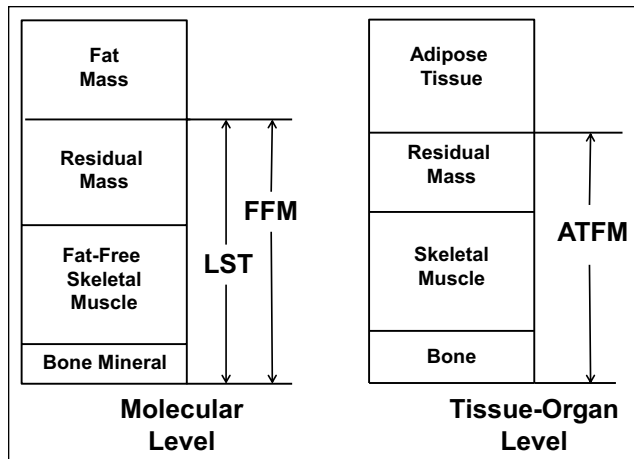 Fat
Mass
Residual
Mass
Fat-Free
Skeletal
Muscle
Bone Mineral
LST
FFM
Molecular
Level
Adipose
Tissue
Residual
Mass
Skeletal
Muscle
Bone
ATFM
Tissue-Organ
Level